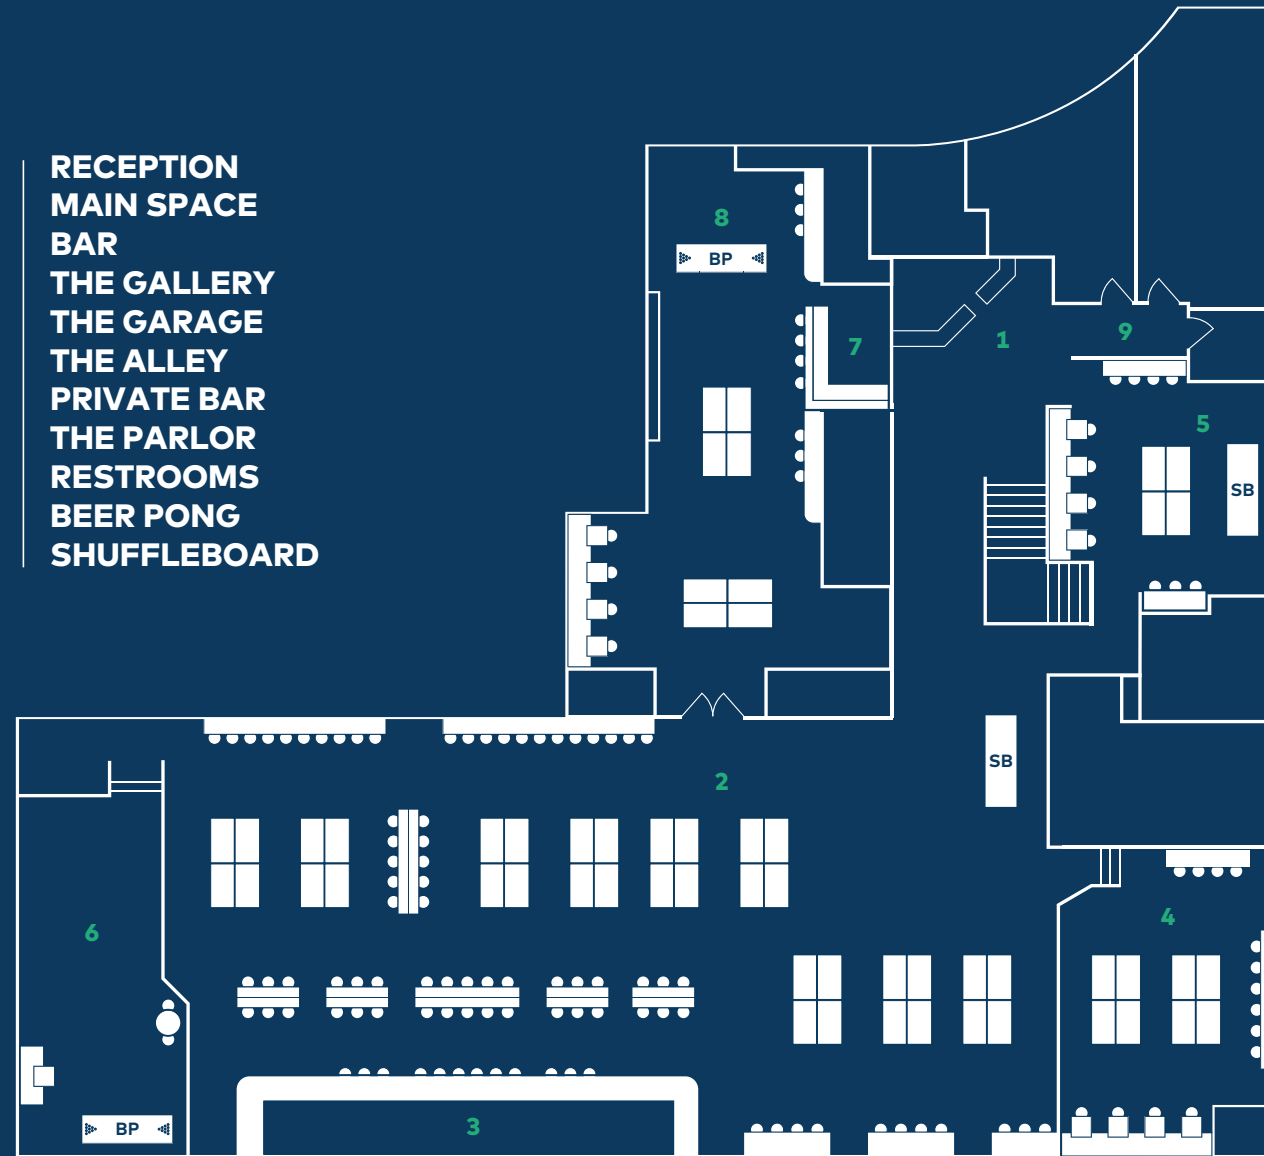 RECEPTION
MAIN SPACE
BAR
THE GALLERY
THE GARAGE
THE ALLEY
PRIVATE BAR
THE PARLOR
RESTROOMS
BEER PONG
SHUFFLEBOARD
8
BP
7
1
9
5
SB
SB
2
6
4
BP
3